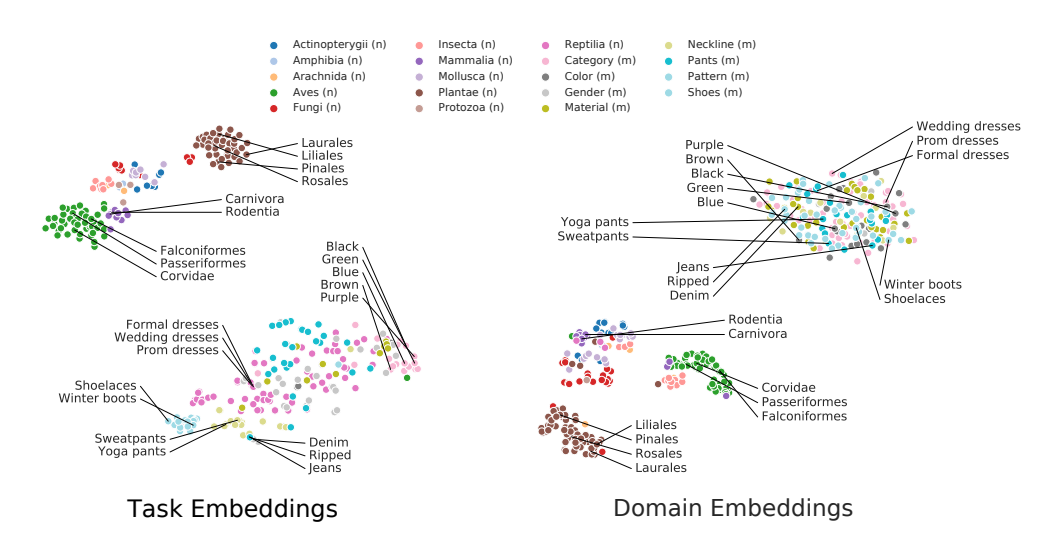 Actinopterygii (n)
Amphibia (n)
Arachnida (n)
Aves (n)
Fungi (n)
Insecta (n)
Mammalia (n)
Mollusca (n)
Plantae (n)
Protozoa (n)
Reptilia (n)
Category (m)
Color (m)
Gender (m)
Material (m)
Neckline (m)
Pants (m)
Pattern (m)
Shoes (m)
Laurales
Liliales
Pinales
Rosales
Carnivora
Rodentia
Falconiformes
Passeriformes
Corvidae
Black
Green
Blue
Brown
Purple
Formal dresses
Wedding dresses
Prom dresses
Shoelaces
Winter boots
Sweatpants
Yoga pants
Denim
Ripped
Jeans
Task Embeddings
Wedding dresses
Prom dresses
Formal dresses
Purple
Brown
Black
Green
Blue
Yoga pants
Sweatpants
Jeans
Ripped
Denim
Winter boots
Shoelaces
Rodentia
Carnivora
Corvidae
Passeriformes
Falconiformes
Liliales
Pinales
Rosales
Laurales
Domain Embeddings